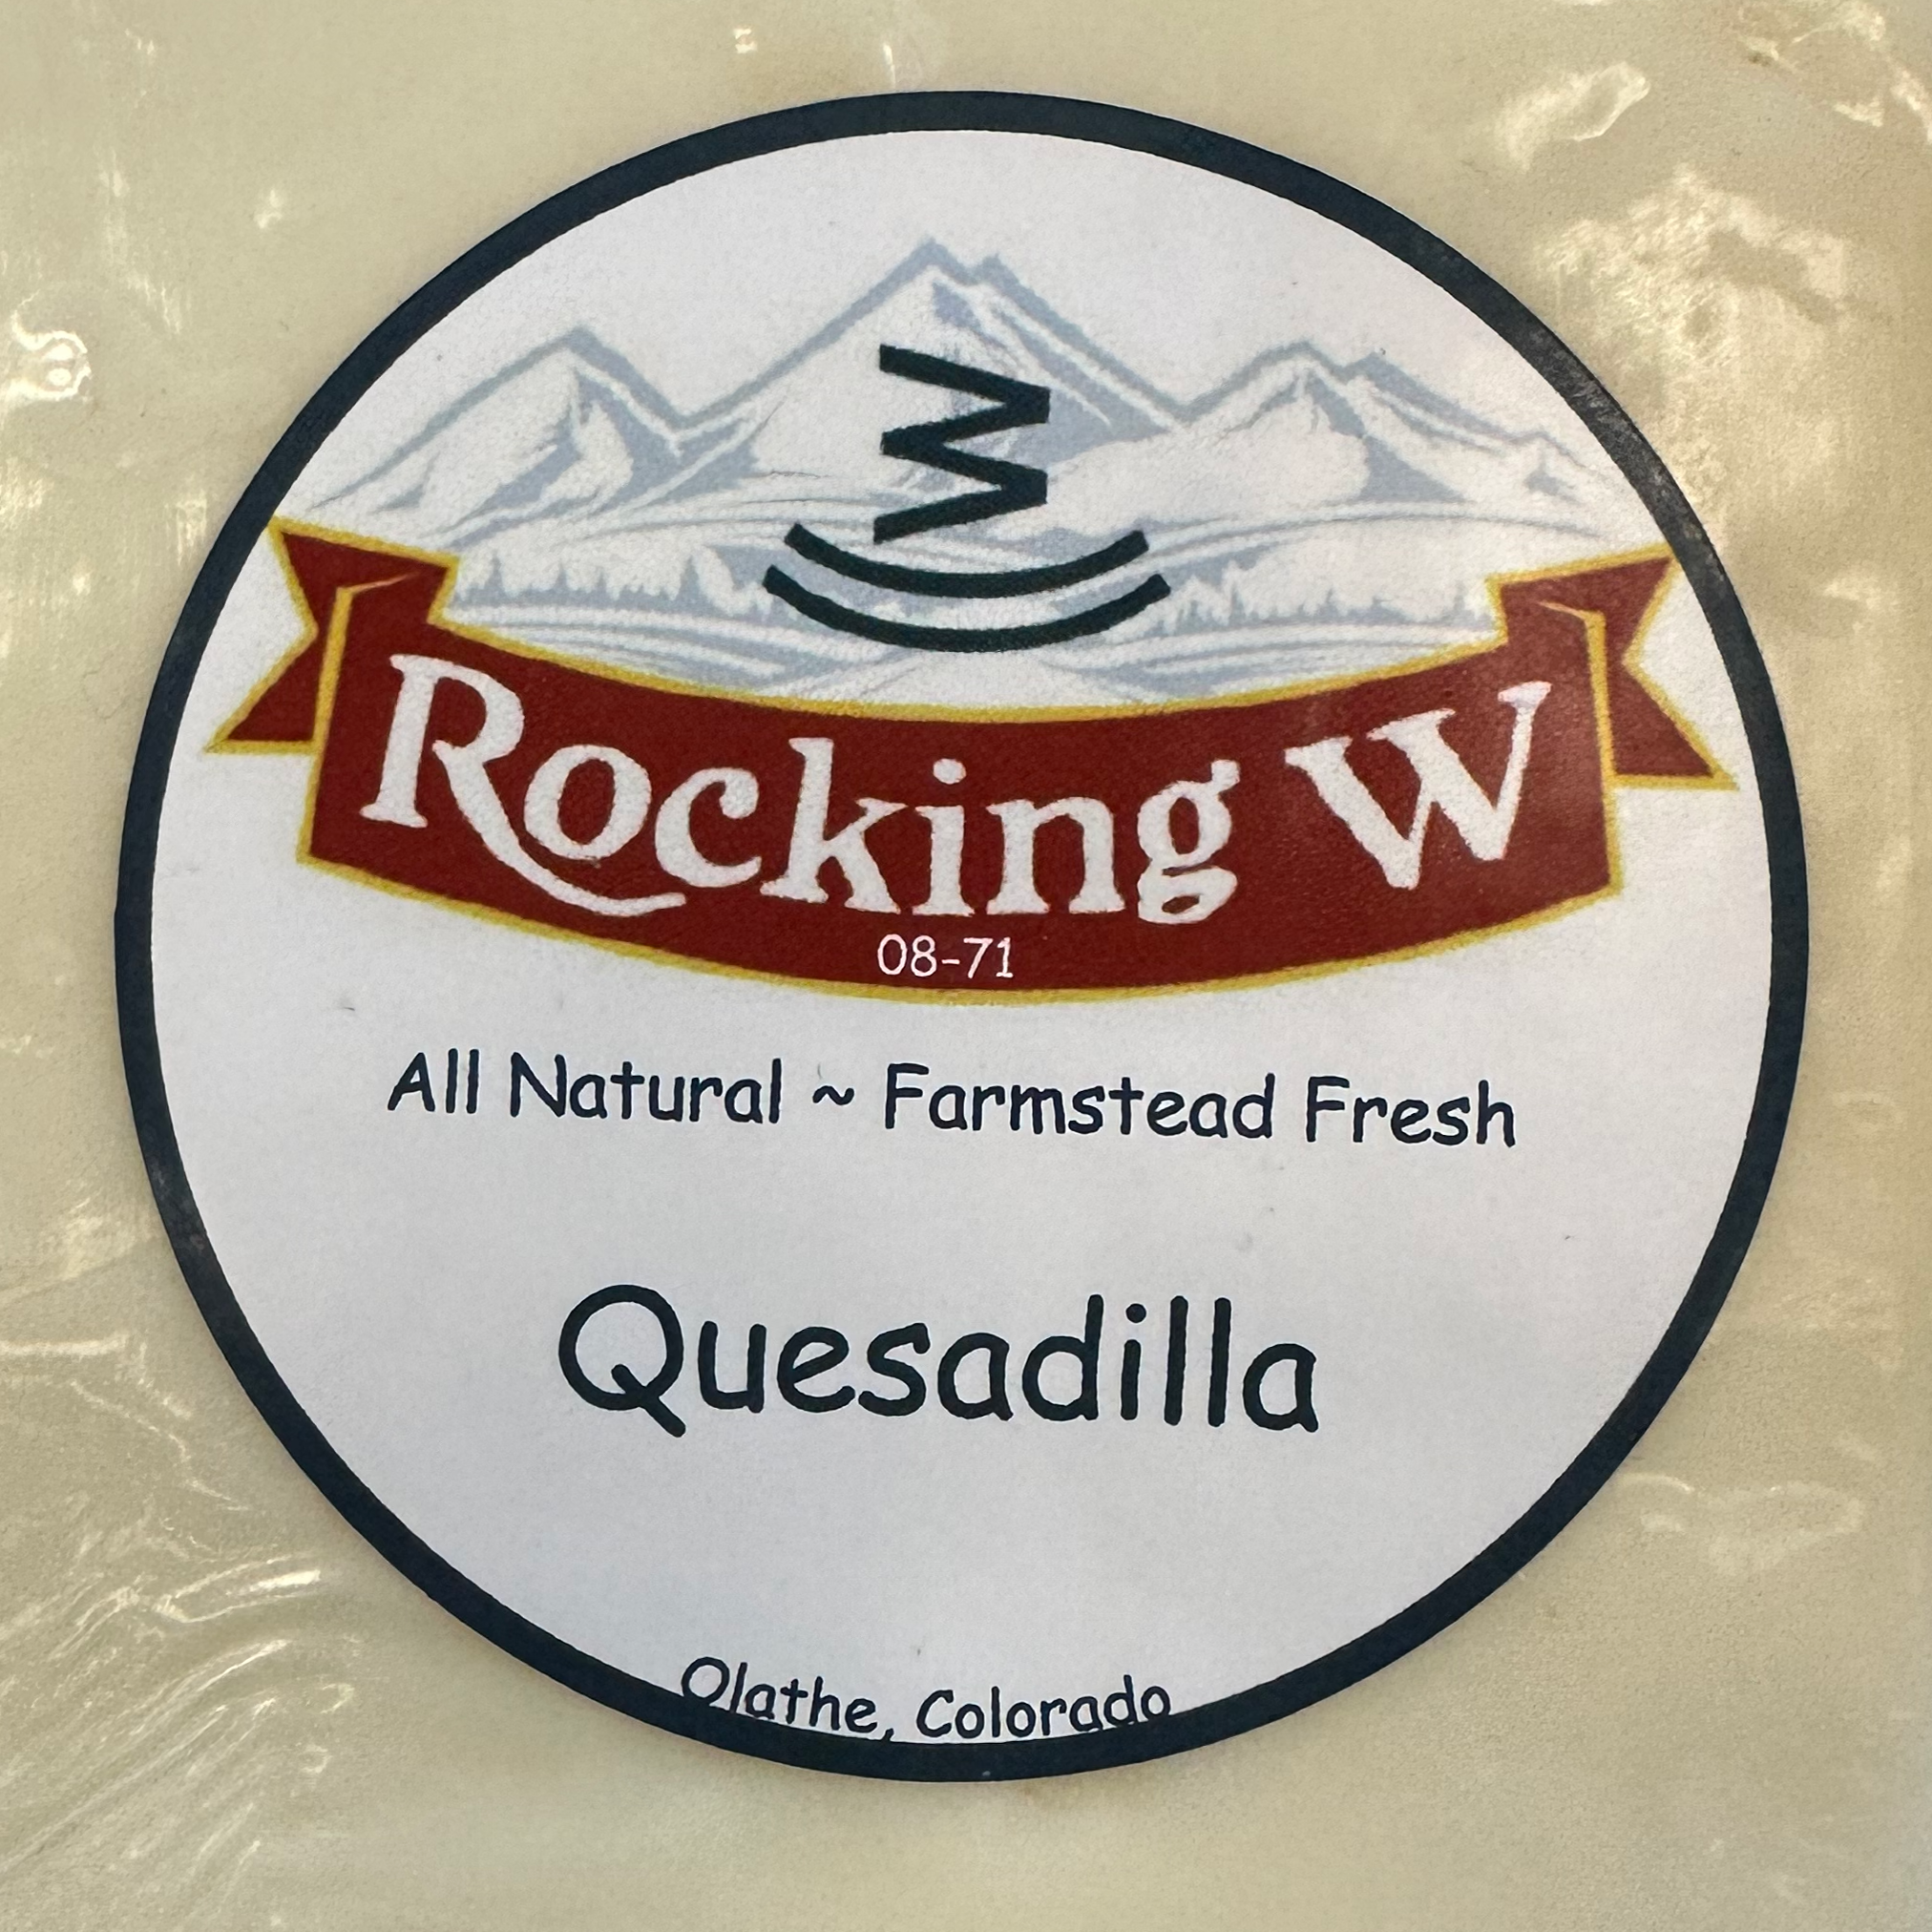 W
Rocking W
08-71
All Natural ~ Farmstead Fresh
Quesadilla
Olathe, Colorado